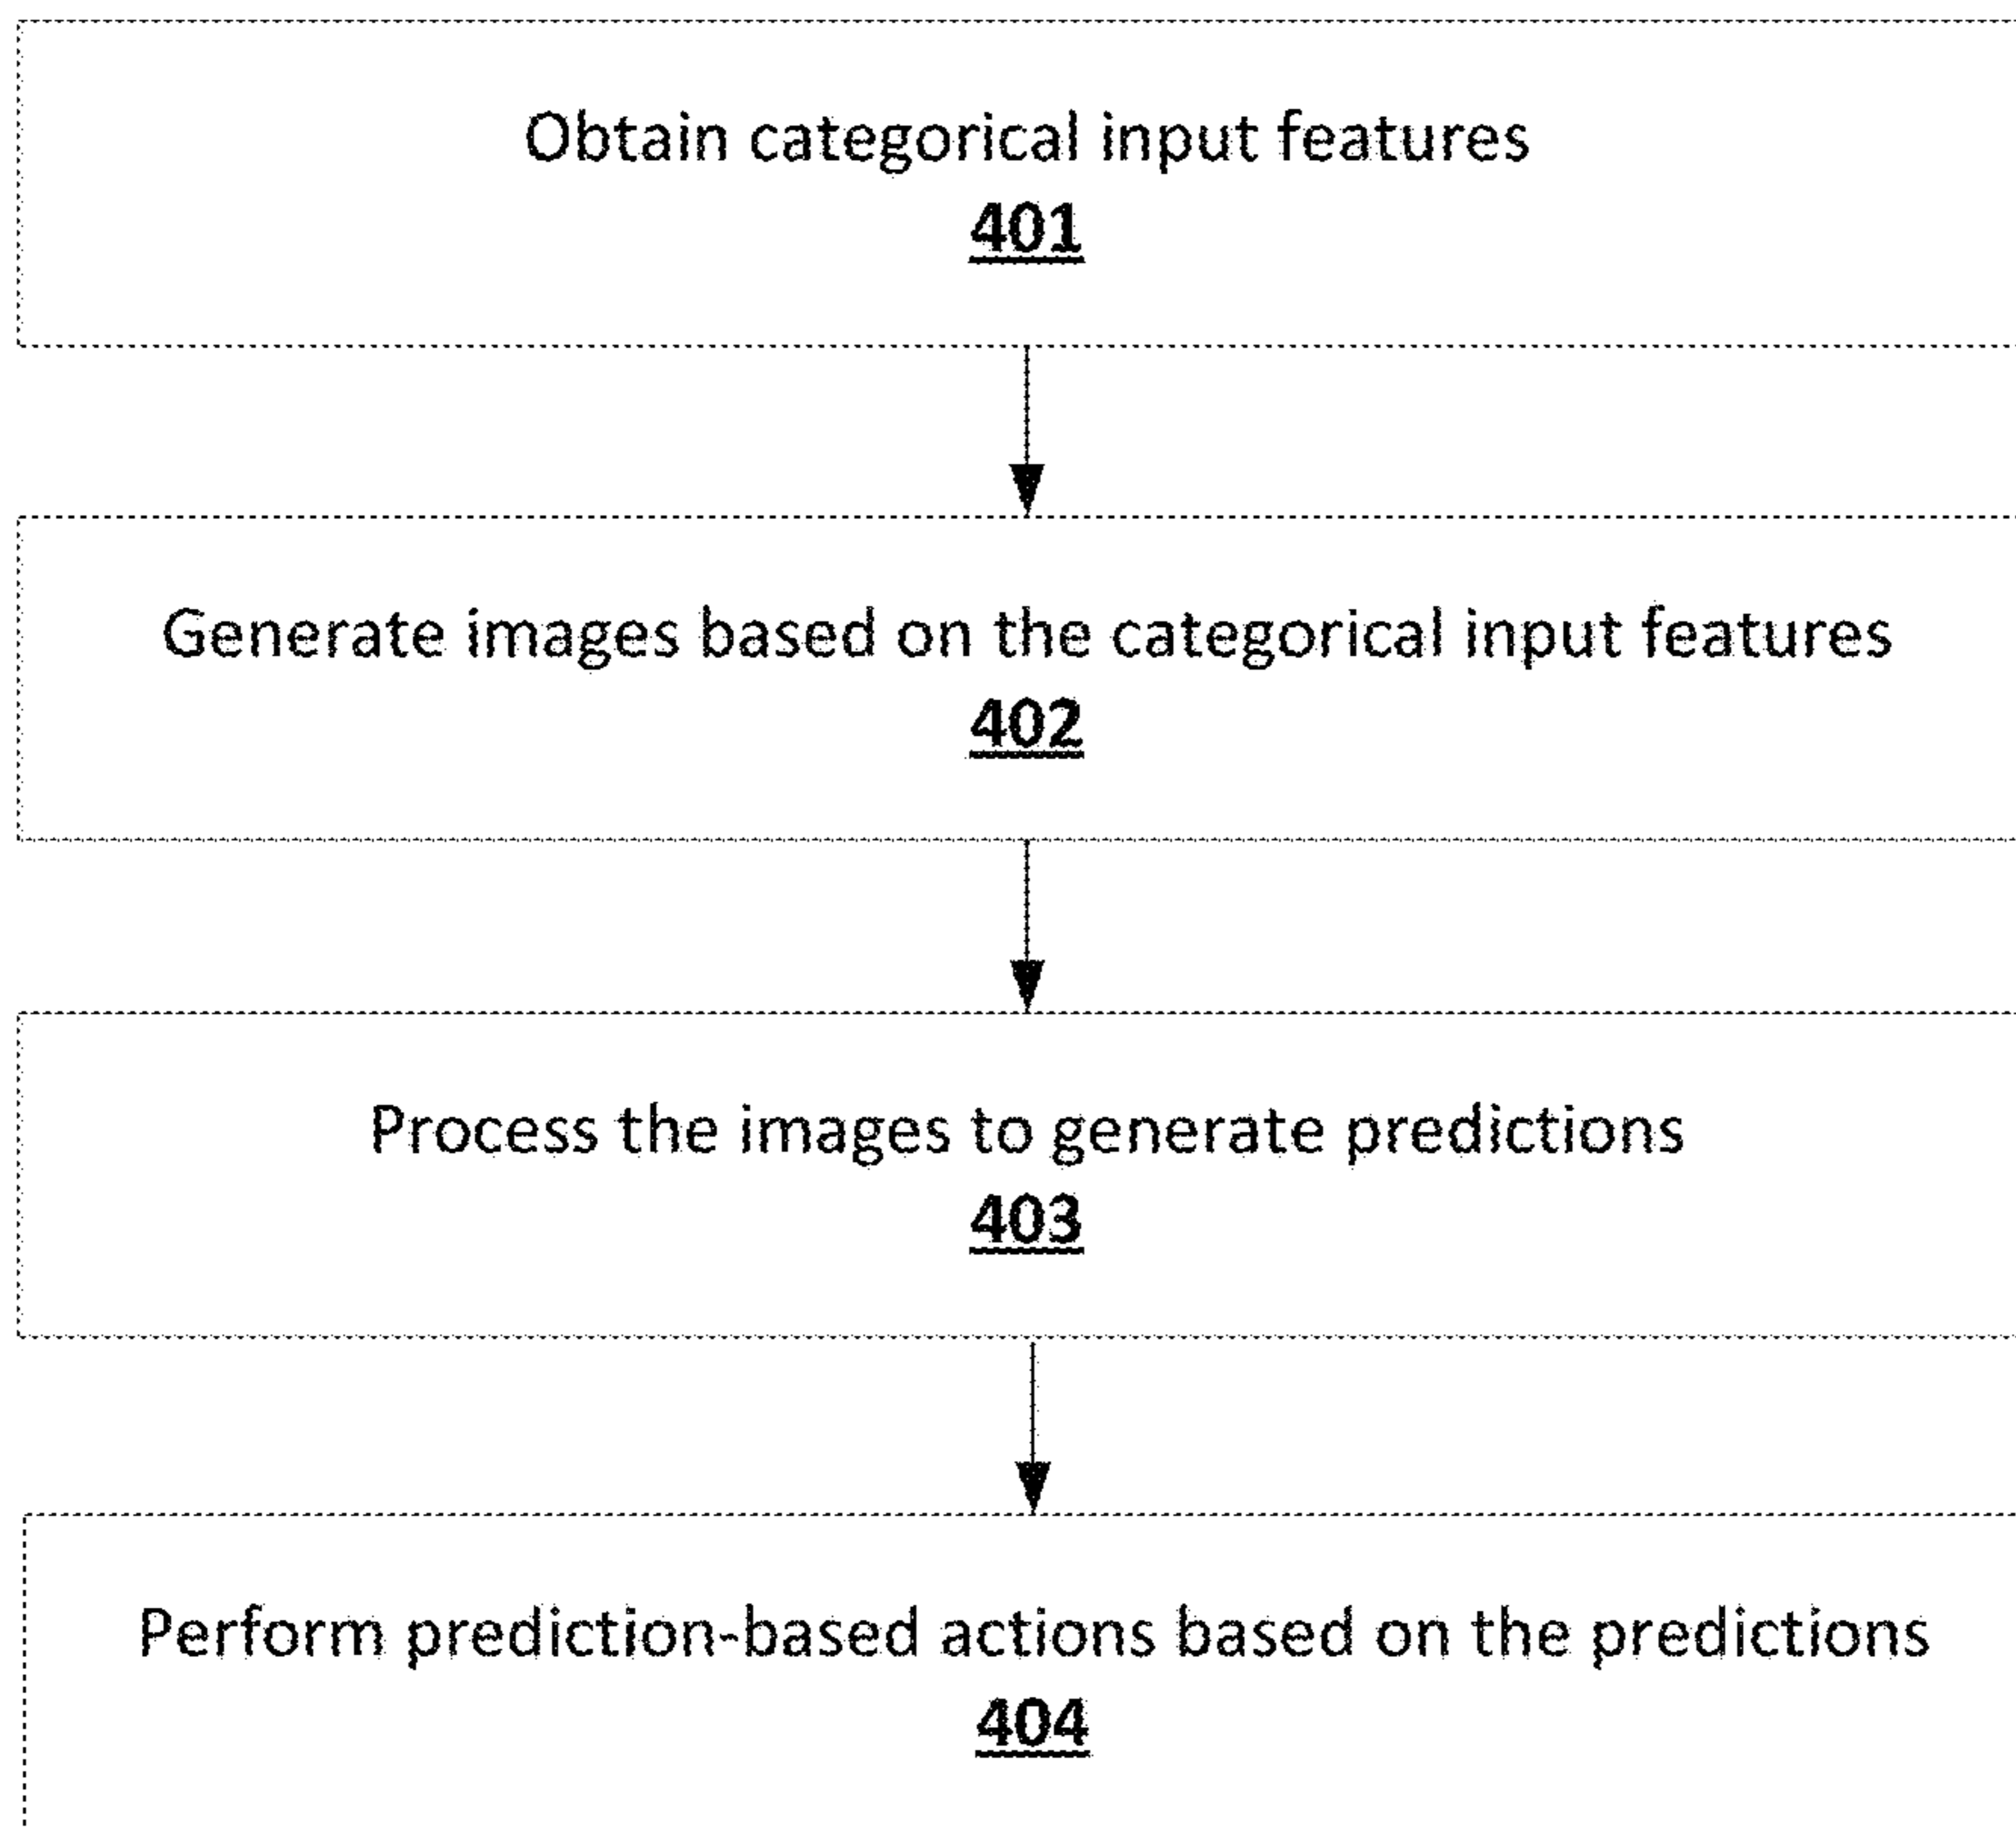 Obtain categorical input features
401
Generate images based on the categorical input features
402
Process the images to generate predictions
403
Perform prediction-based actions based on the predictions
404